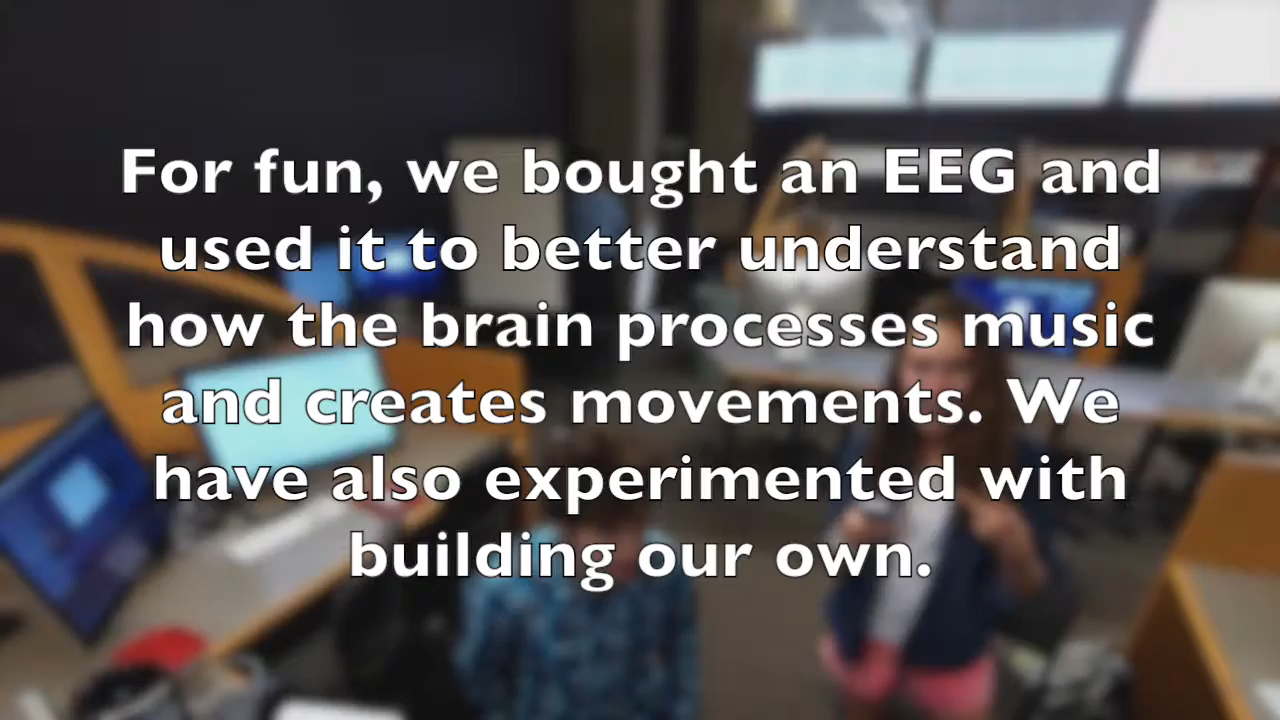 For fun, we bought an EEG and
used it to better understand
how the brain processes music
and creates movements. We
have also experimented with
building our own.